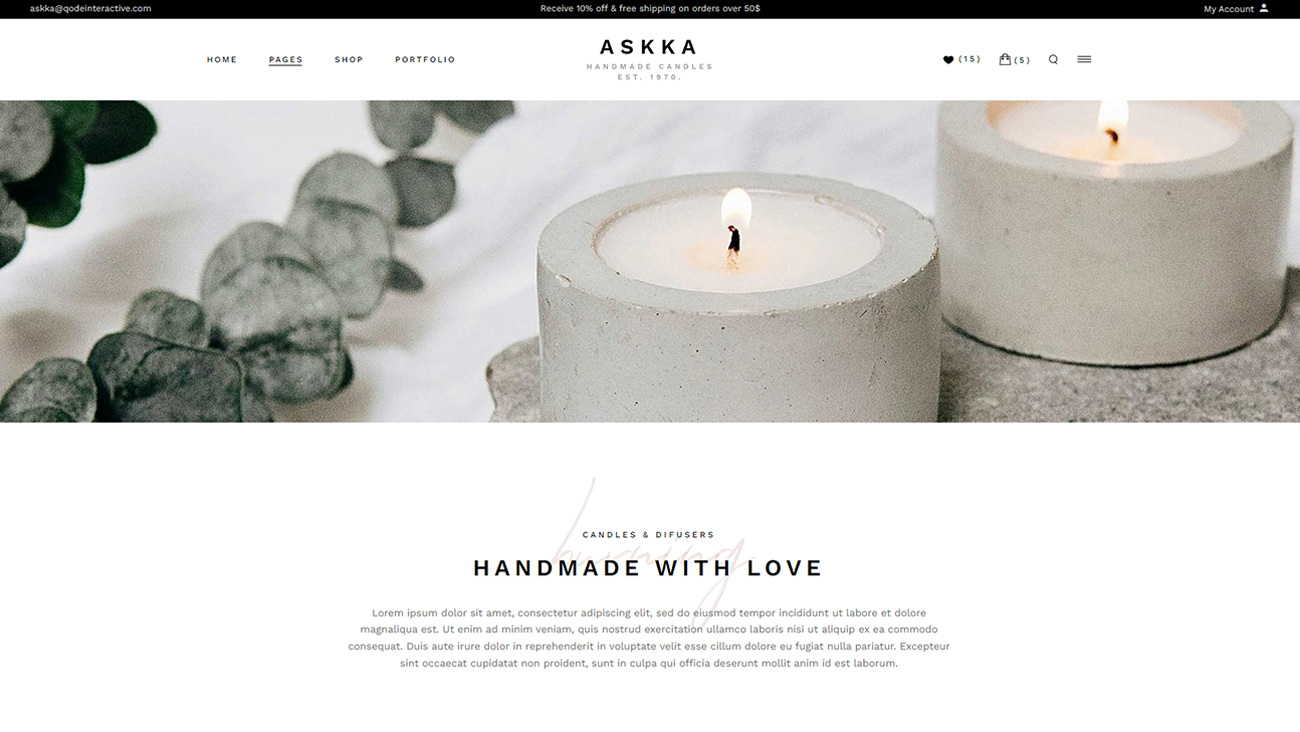 askka@qodeinteractive.com
Receive 10% off & free shipping on orders over 50$
My Account
HOME PAGES SHOP PORTFOLIO
ASKKA
HANDMADE CANDLES
EST. 1970.
(15) (5)
burning
CANDLES & DIFUSERS
HANDMADE WITH LOVE
Lorem ipsum dolor sit amet, consectetur adipiscing elit, sed do eiusmod tempor incididunt ut labore et dolore
magnaliqua est. Ut enim ad minim veniam, quis nostrud exercitation ullamco laboris nisi ut aliquip ex ea commodo
consequat. Duis aute irure dolor in reprehenderit in voluptate velit esse cillum dolore eu fugiat nulla pariatur. Excepteur
sint occaecat cupidatat non proident, sunt in culpa qui officia deserunt mollit anim id est laborum.